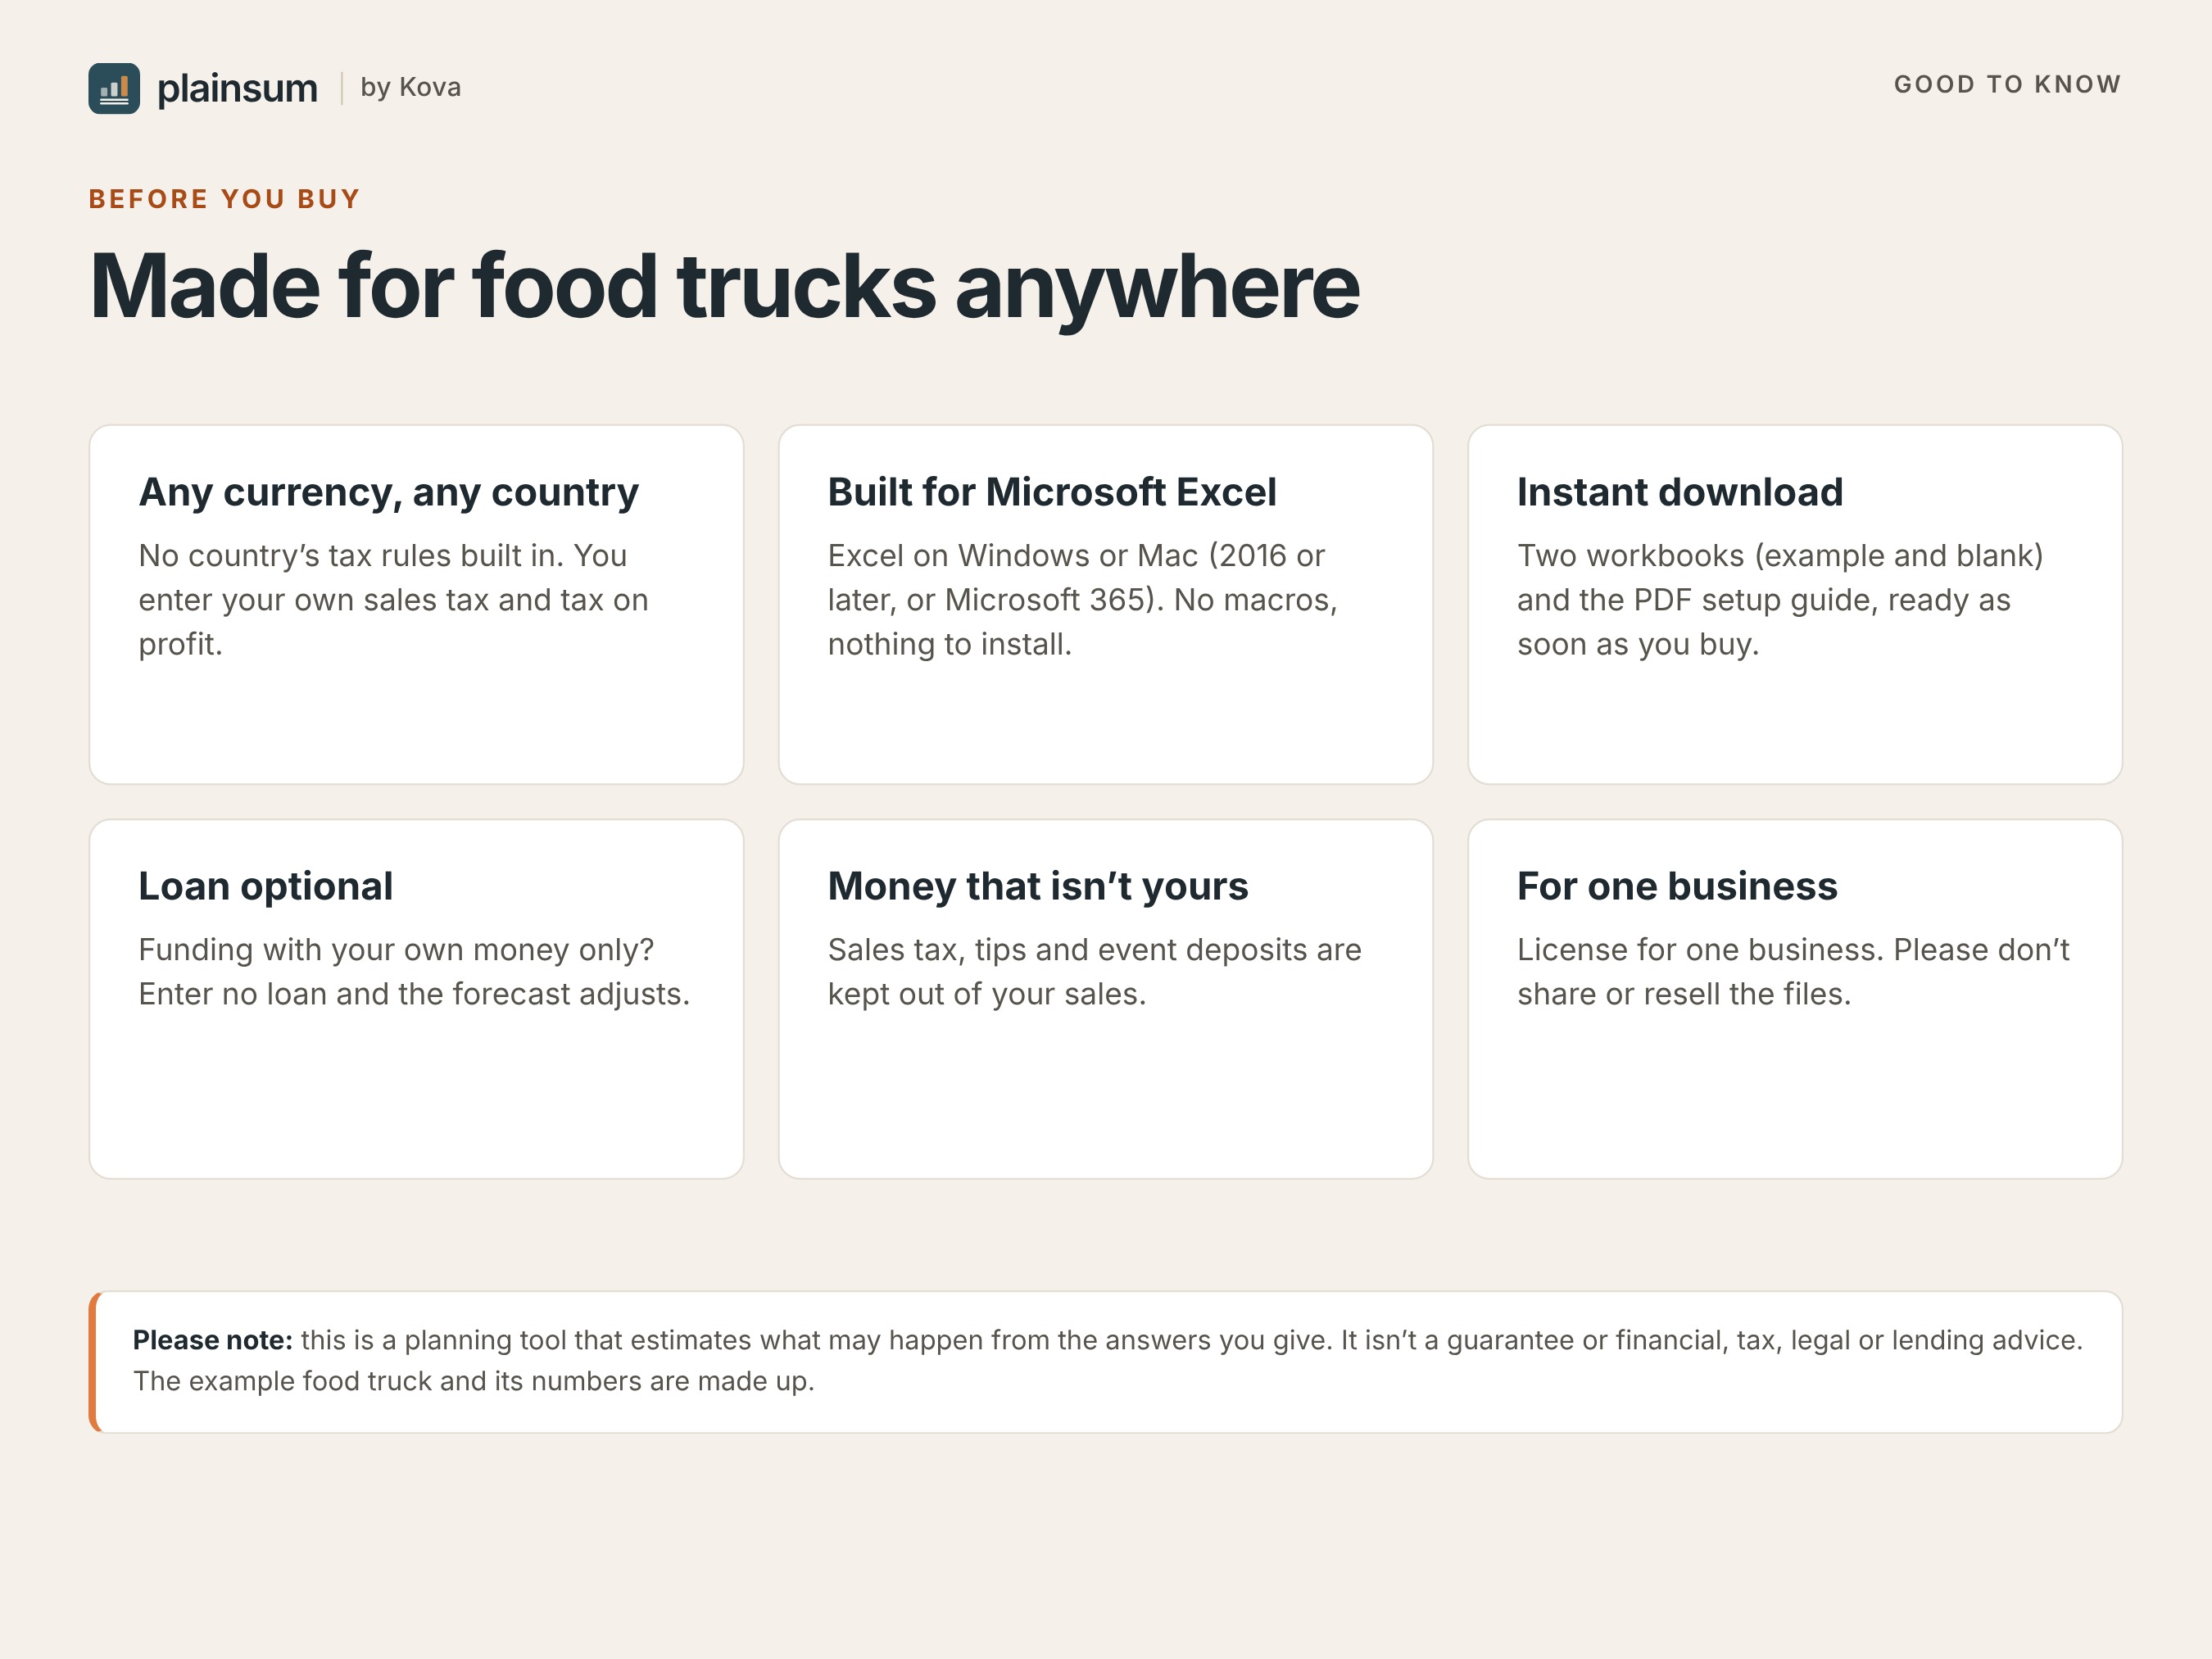 plainsum | by Kova
GOOD TO KNOW
BEFORE YOU BUY
Made for food trucks anywhere
Any currency, any country
No country’s tax rules built in. You
enter your own sales tax and tax on
profit.
Built for Microsoft Excel
Excel on Windows or Mac (2016 or
later, or Microsoft 365). No macros,
nothing to install.
Instant download
Two workbooks (example and blank)
and the PDF setup guide, ready as
soon as you buy.
Loan optional
Funding with your own money only?
Enter no loan and the forecast adjusts.
Money that isn’t yours
Sales tax, tips and event deposits are
kept out of your sales.
For one business
License for one business. Please don’t
share or resell the files.
Please note: this is a planning tool that estimates what may happen from the answers you give. It isn’t a guarantee or financial, tax, legal or lending advice.
The example food truck and its numbers are made up.